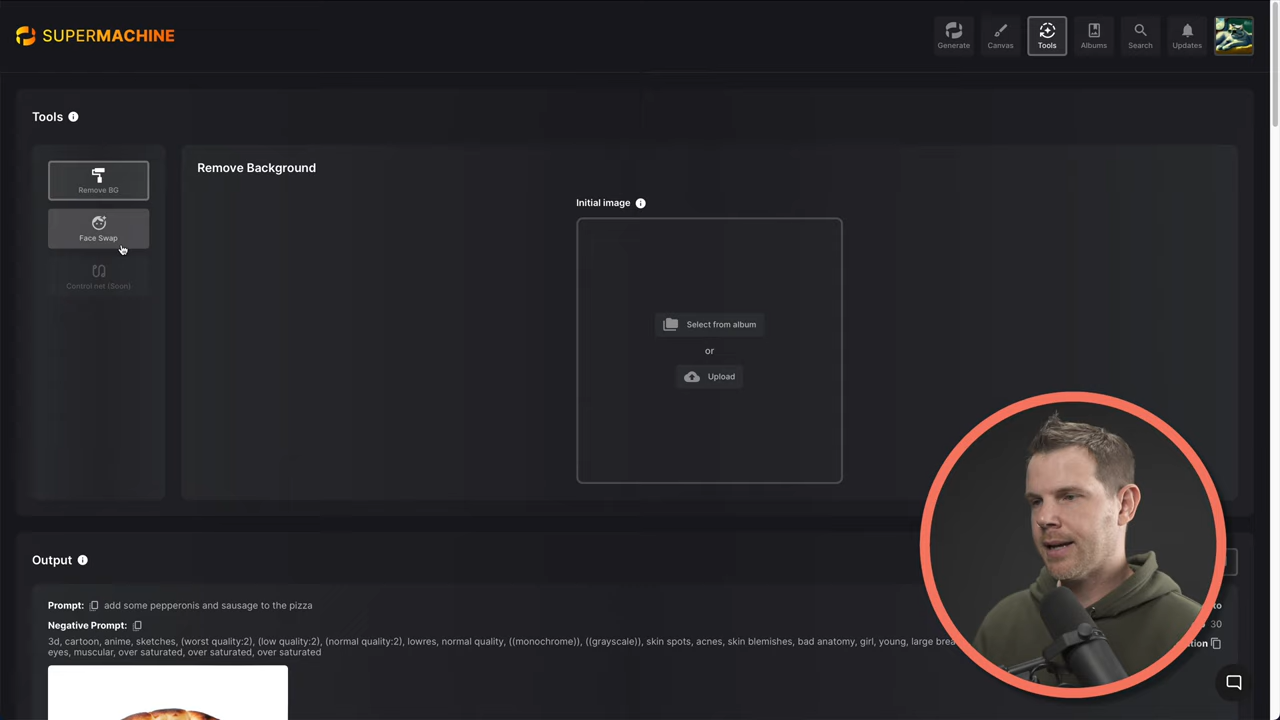 SUPERMACHINE
Generate
Canvas
Tools
Albums
Search
Updates
Tools
Remove BG
Face Swap
Control net (Soon)
Remove Background
Initial image
Select from album
or
Upload
Output
Prompt: add some pepperonis and sausage to the pizza
Negative Prompt:
3d, cartoon, anime, sketches, (worst quality:2), (low quality:2), (normal quality:2), lowres, normal quality, ((monochrome)), ((grayscale)), skin spots, acnes, skin blemishes, bad anatomy, girl, young, large
eyes, muscular, over saturated, over saturated, over saturated
30